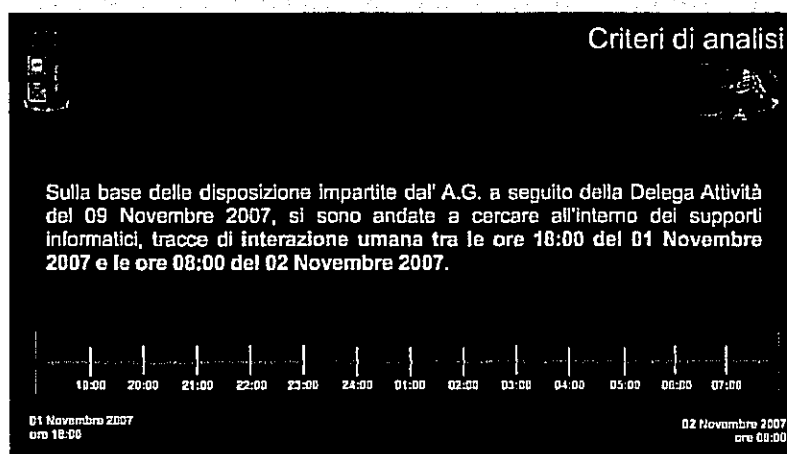 Criteri di analisi
Sulla base delle disposizione impartite dal' A.G. a seguito della Delega Attività
del 09 Novembre 2007, si sono andate a cercare all'interno dei supporti
informatici, tracce di interazione umana tra le ore 18:00 del 01 Novembre
2007 e le ore 08:00 del 02 Novembre 2007.
19:00 20:00 21:00 22:00 23:00 24:00 01:00 02:00 03:00 04:00 05:00 06:00 07:00
01 Novembre 2007
ore 18:00
02 Novembre 2007
ore 08:00